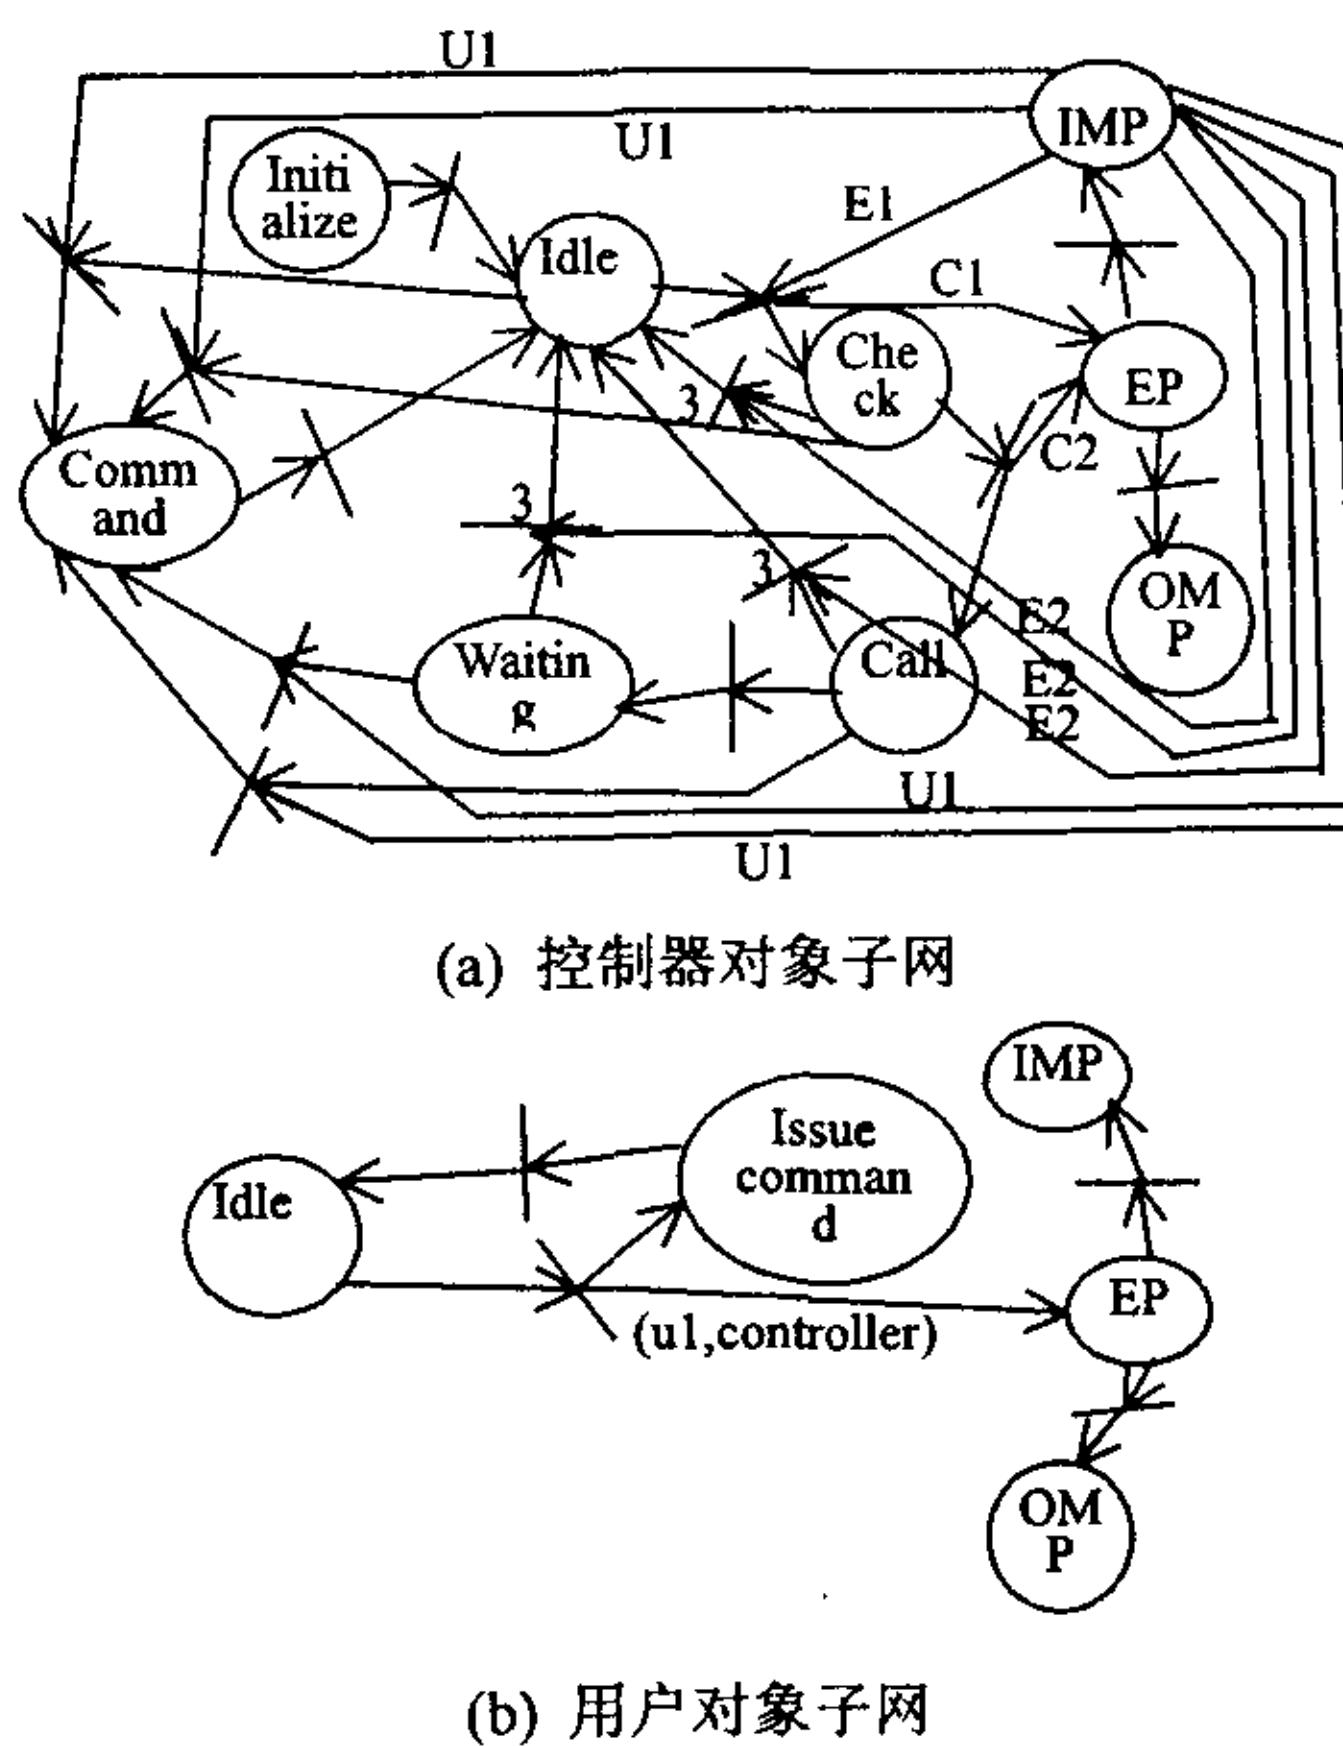 U1
IMP
U1
Initi
alize
E1
Idle
C1
Che
ck
EP
3
C2
Comm
and
3
3
OM
P
E2
Waitin
g
Call
E2
E2
U1
U1
(a) 控制器对象子网
IMP
Issue
comman
d
Idle
EP
(u1,controller)
OM
P
(b) 用户对象子网